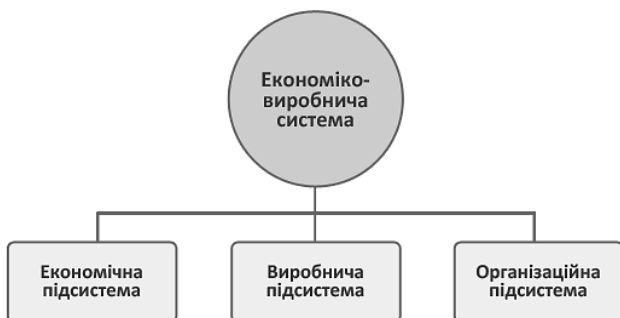 Економіко-
виробнича
система
Економічна
підсистема
Виробнича
підсистема
Організаційна
підсистема